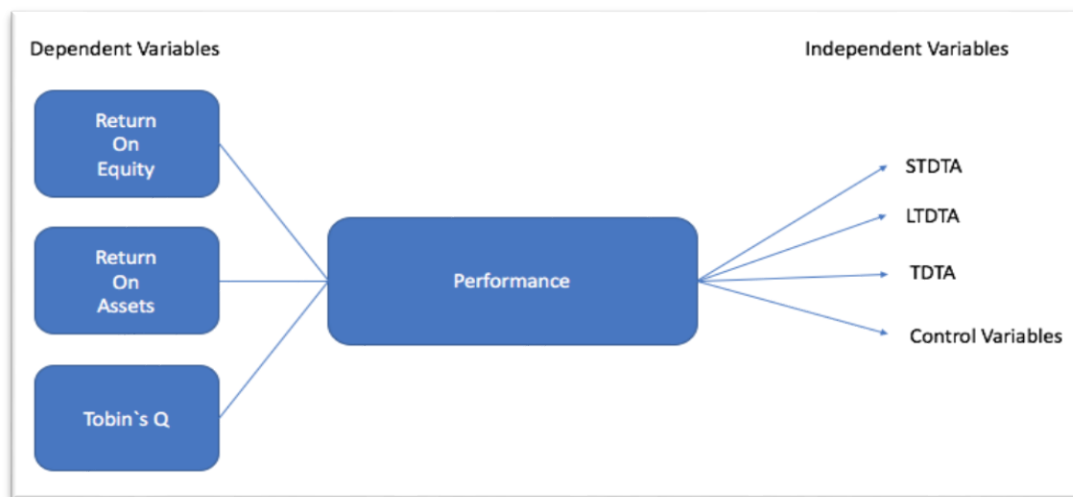 Dependent Variables
Independent Variables
Return
On
Equity
Return
On
Assets
Tobin`s Q
Performance
STDTA
LTDTA
TDTA
Control Variables